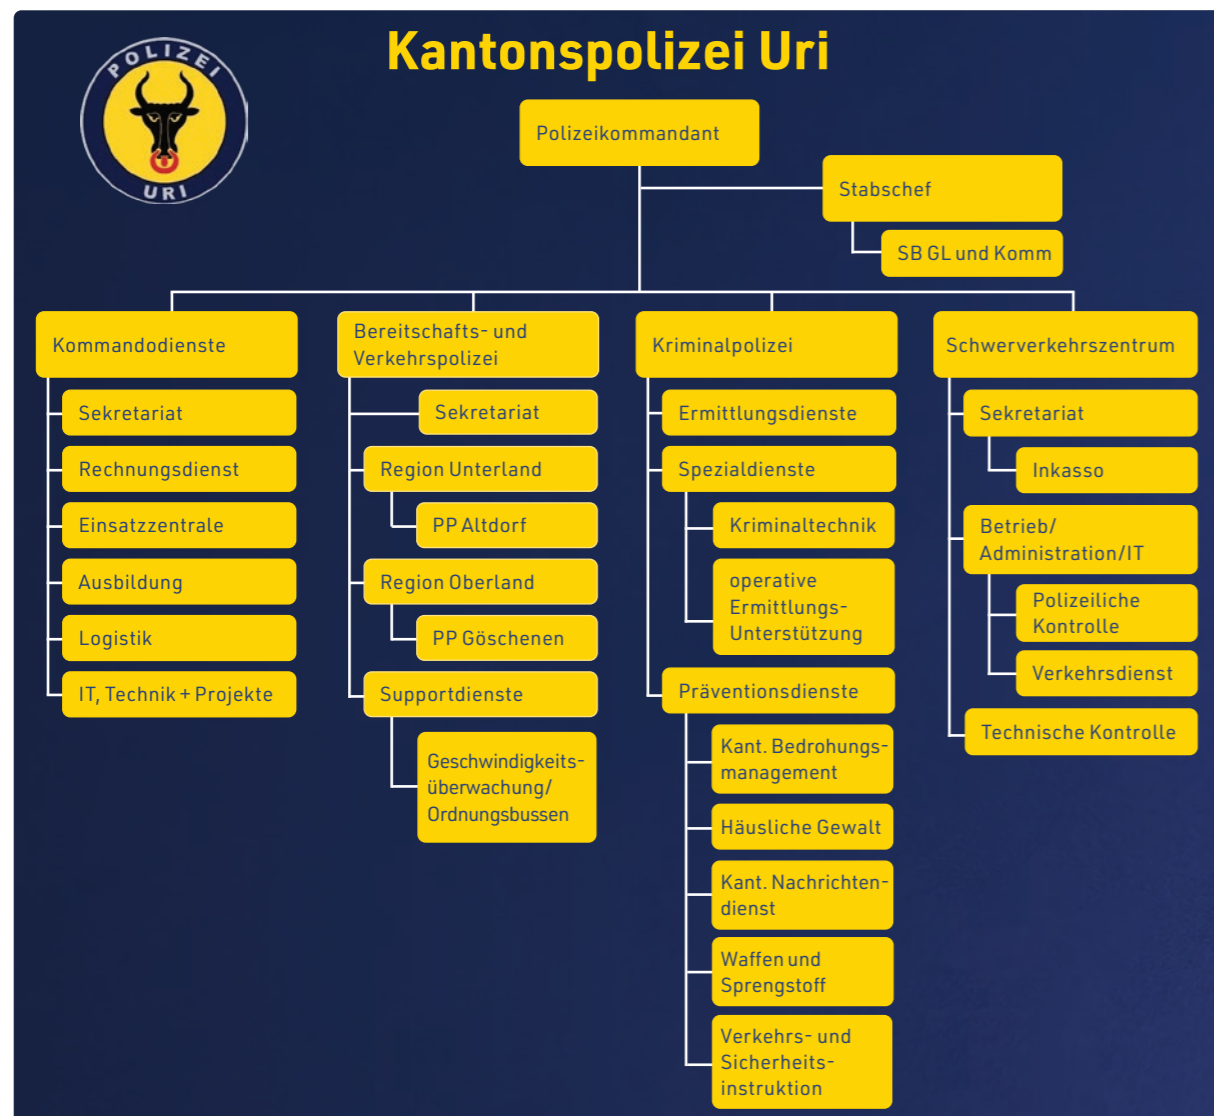 POLIZEI
URI
Kantonspolizei Uri
Polizeikommandant
Stabschef
SB GL und Komm
Kommandodienste
Sekretariat
Rechnungsdienst
Einsatzzentrale
Ausbildung
Logistik
IT, Technik + Projekte
Bereitschafts- und
Verkehrspolizei
Sekretariat
Region Unterland
PP Altdorf
Region Oberland
PP Göschenen
Supportdienste
Geschwindigkeits-
überwachung/
Ordnungsbussen
Kriminalpolizei
Ermittlungsdienste
Spezialdienste
Kriminaltechnik
operative
Ermittlungs-
Unterstützung
Präventionsdienste
Kant. Bedrohungs-
management
Häusliche Gewalt
Kant. Nachrichten-
dienst
Waffen und
Sprengstoff
Verkehrs- und
Sicherheits-
instruktion
Schwerverkehrszentrum
Sekretariat
Inkasso
Betrieb/
Administration/IT
Polizeiliche
Kontrolle
Verkehrsdienst
Technische Kontrolle